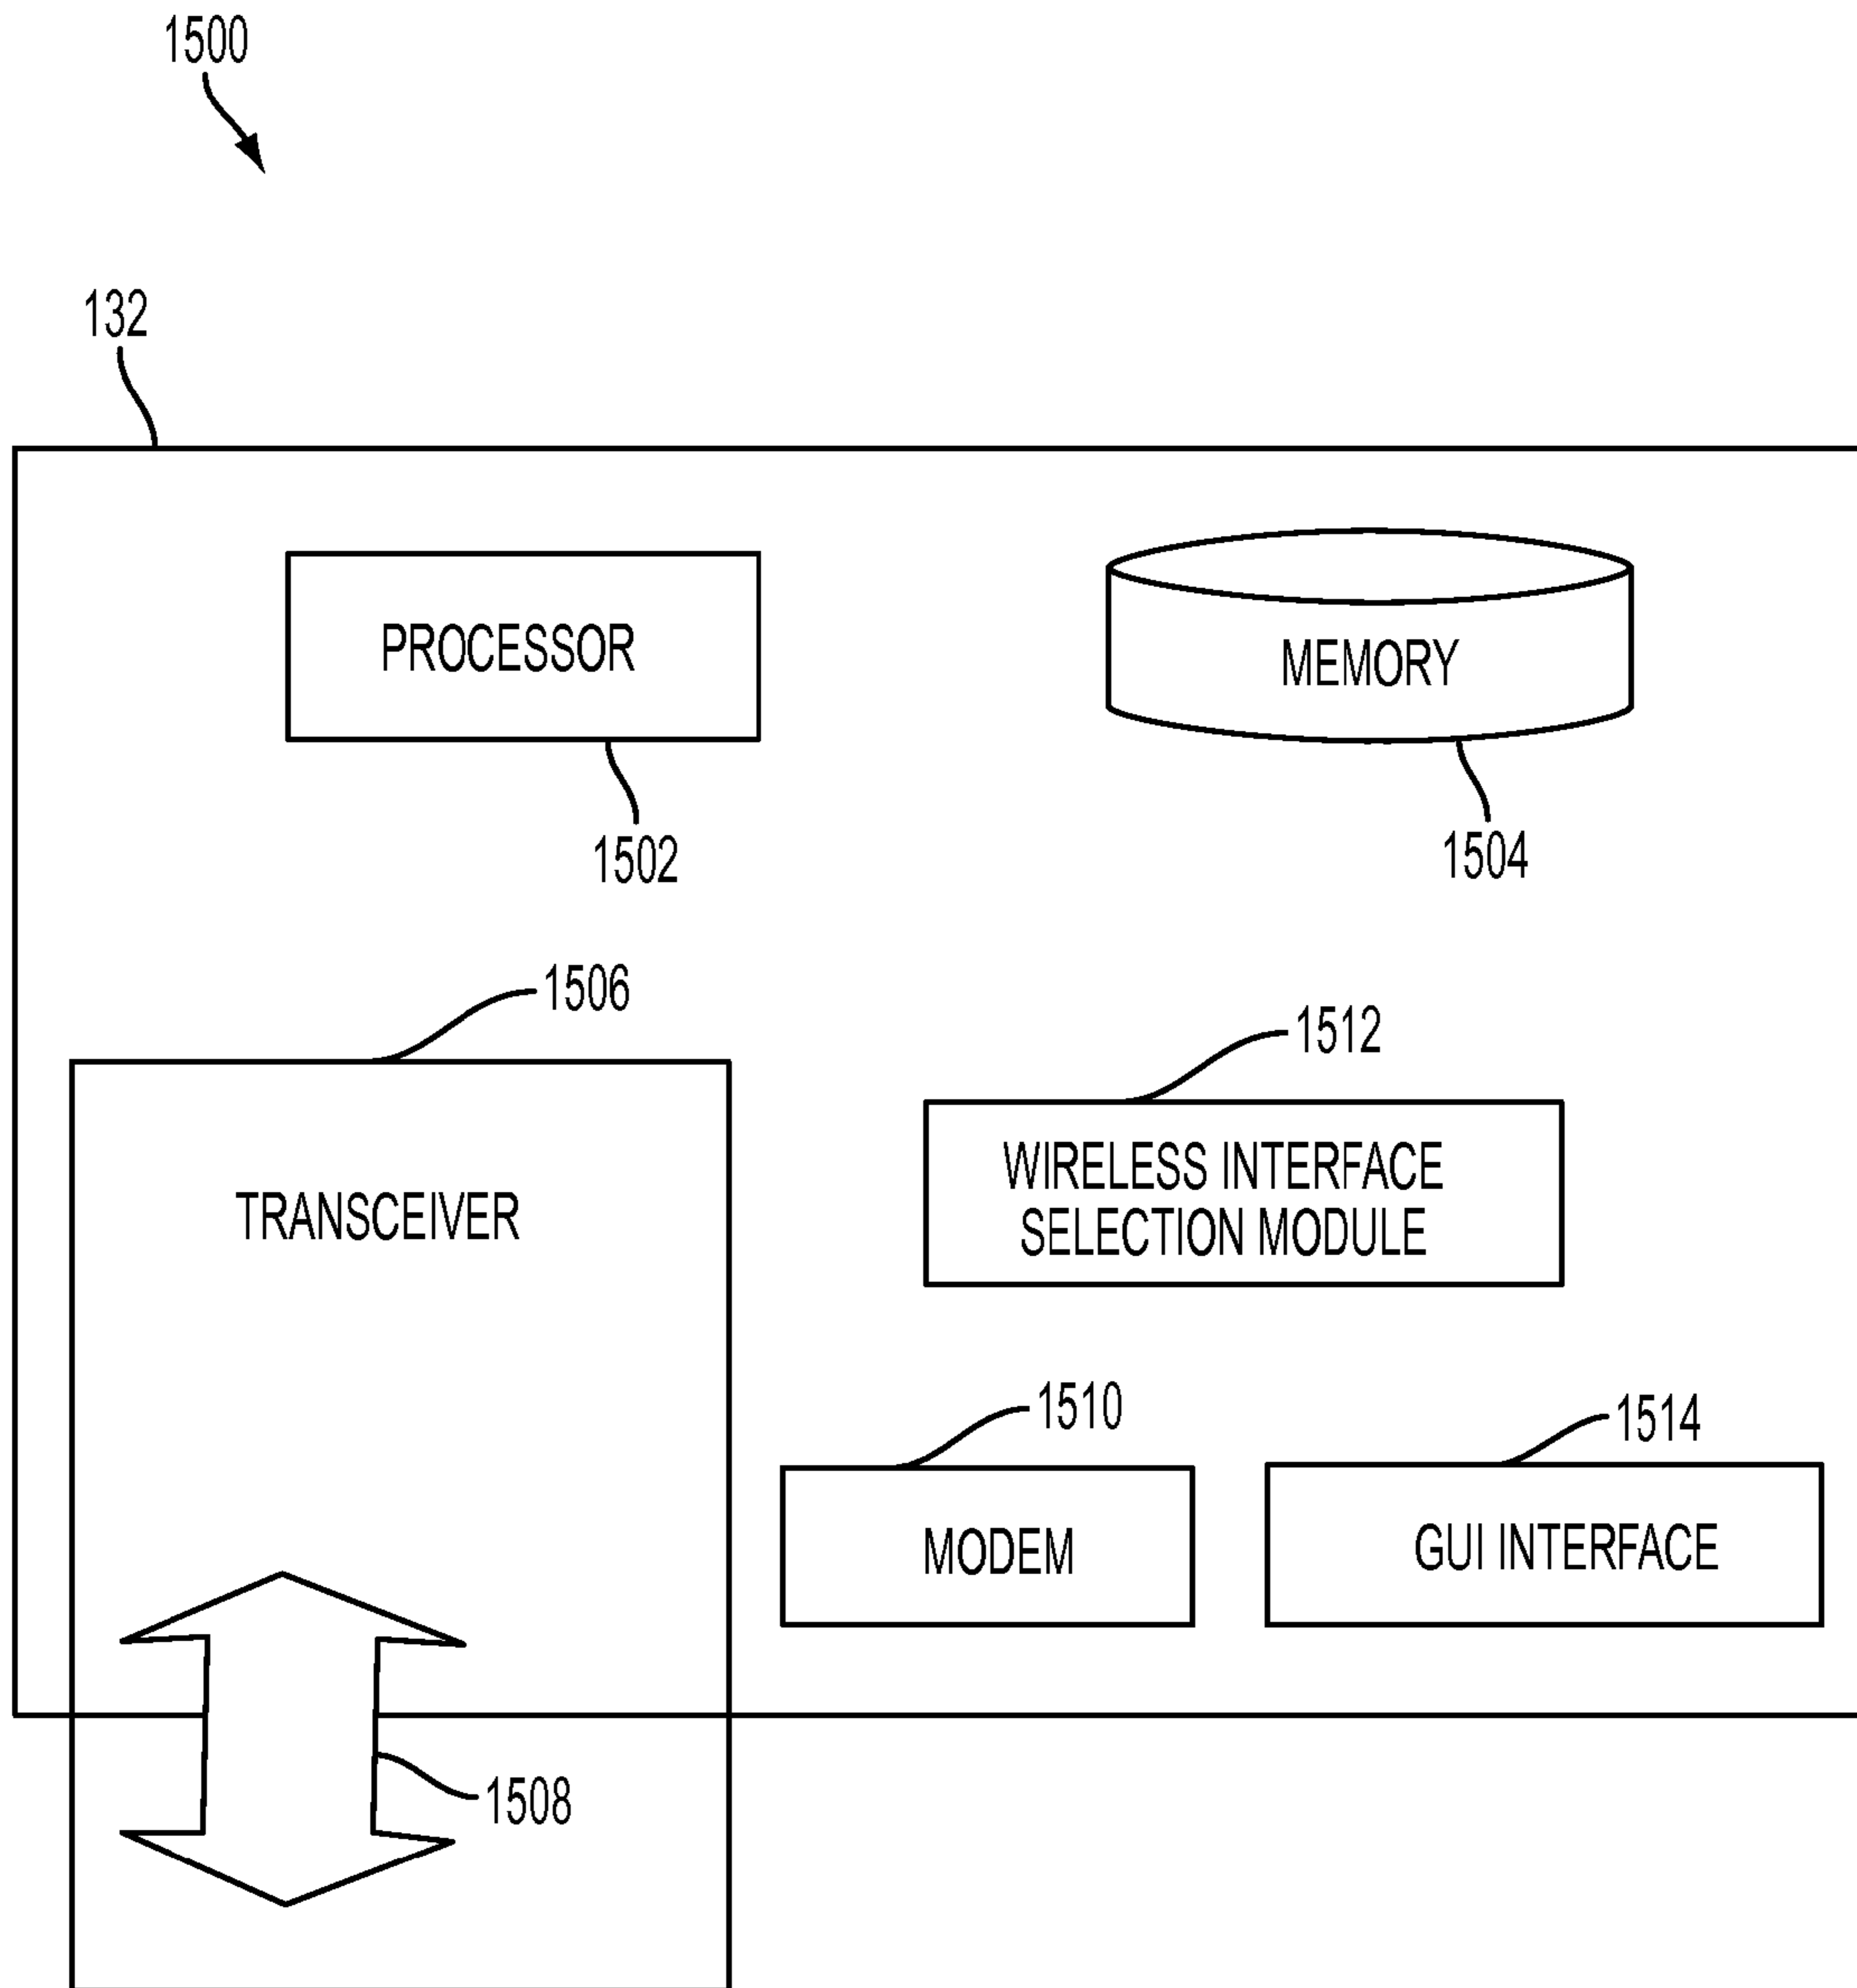 1500
132
PROCESSOR
MEMORY
1502
1504
1506
1512
TRANSCEIVER
WIRELESS INTERFACE
SELECTION MODULE
1510
1514
MODEM
GUI INTERFACE
1508